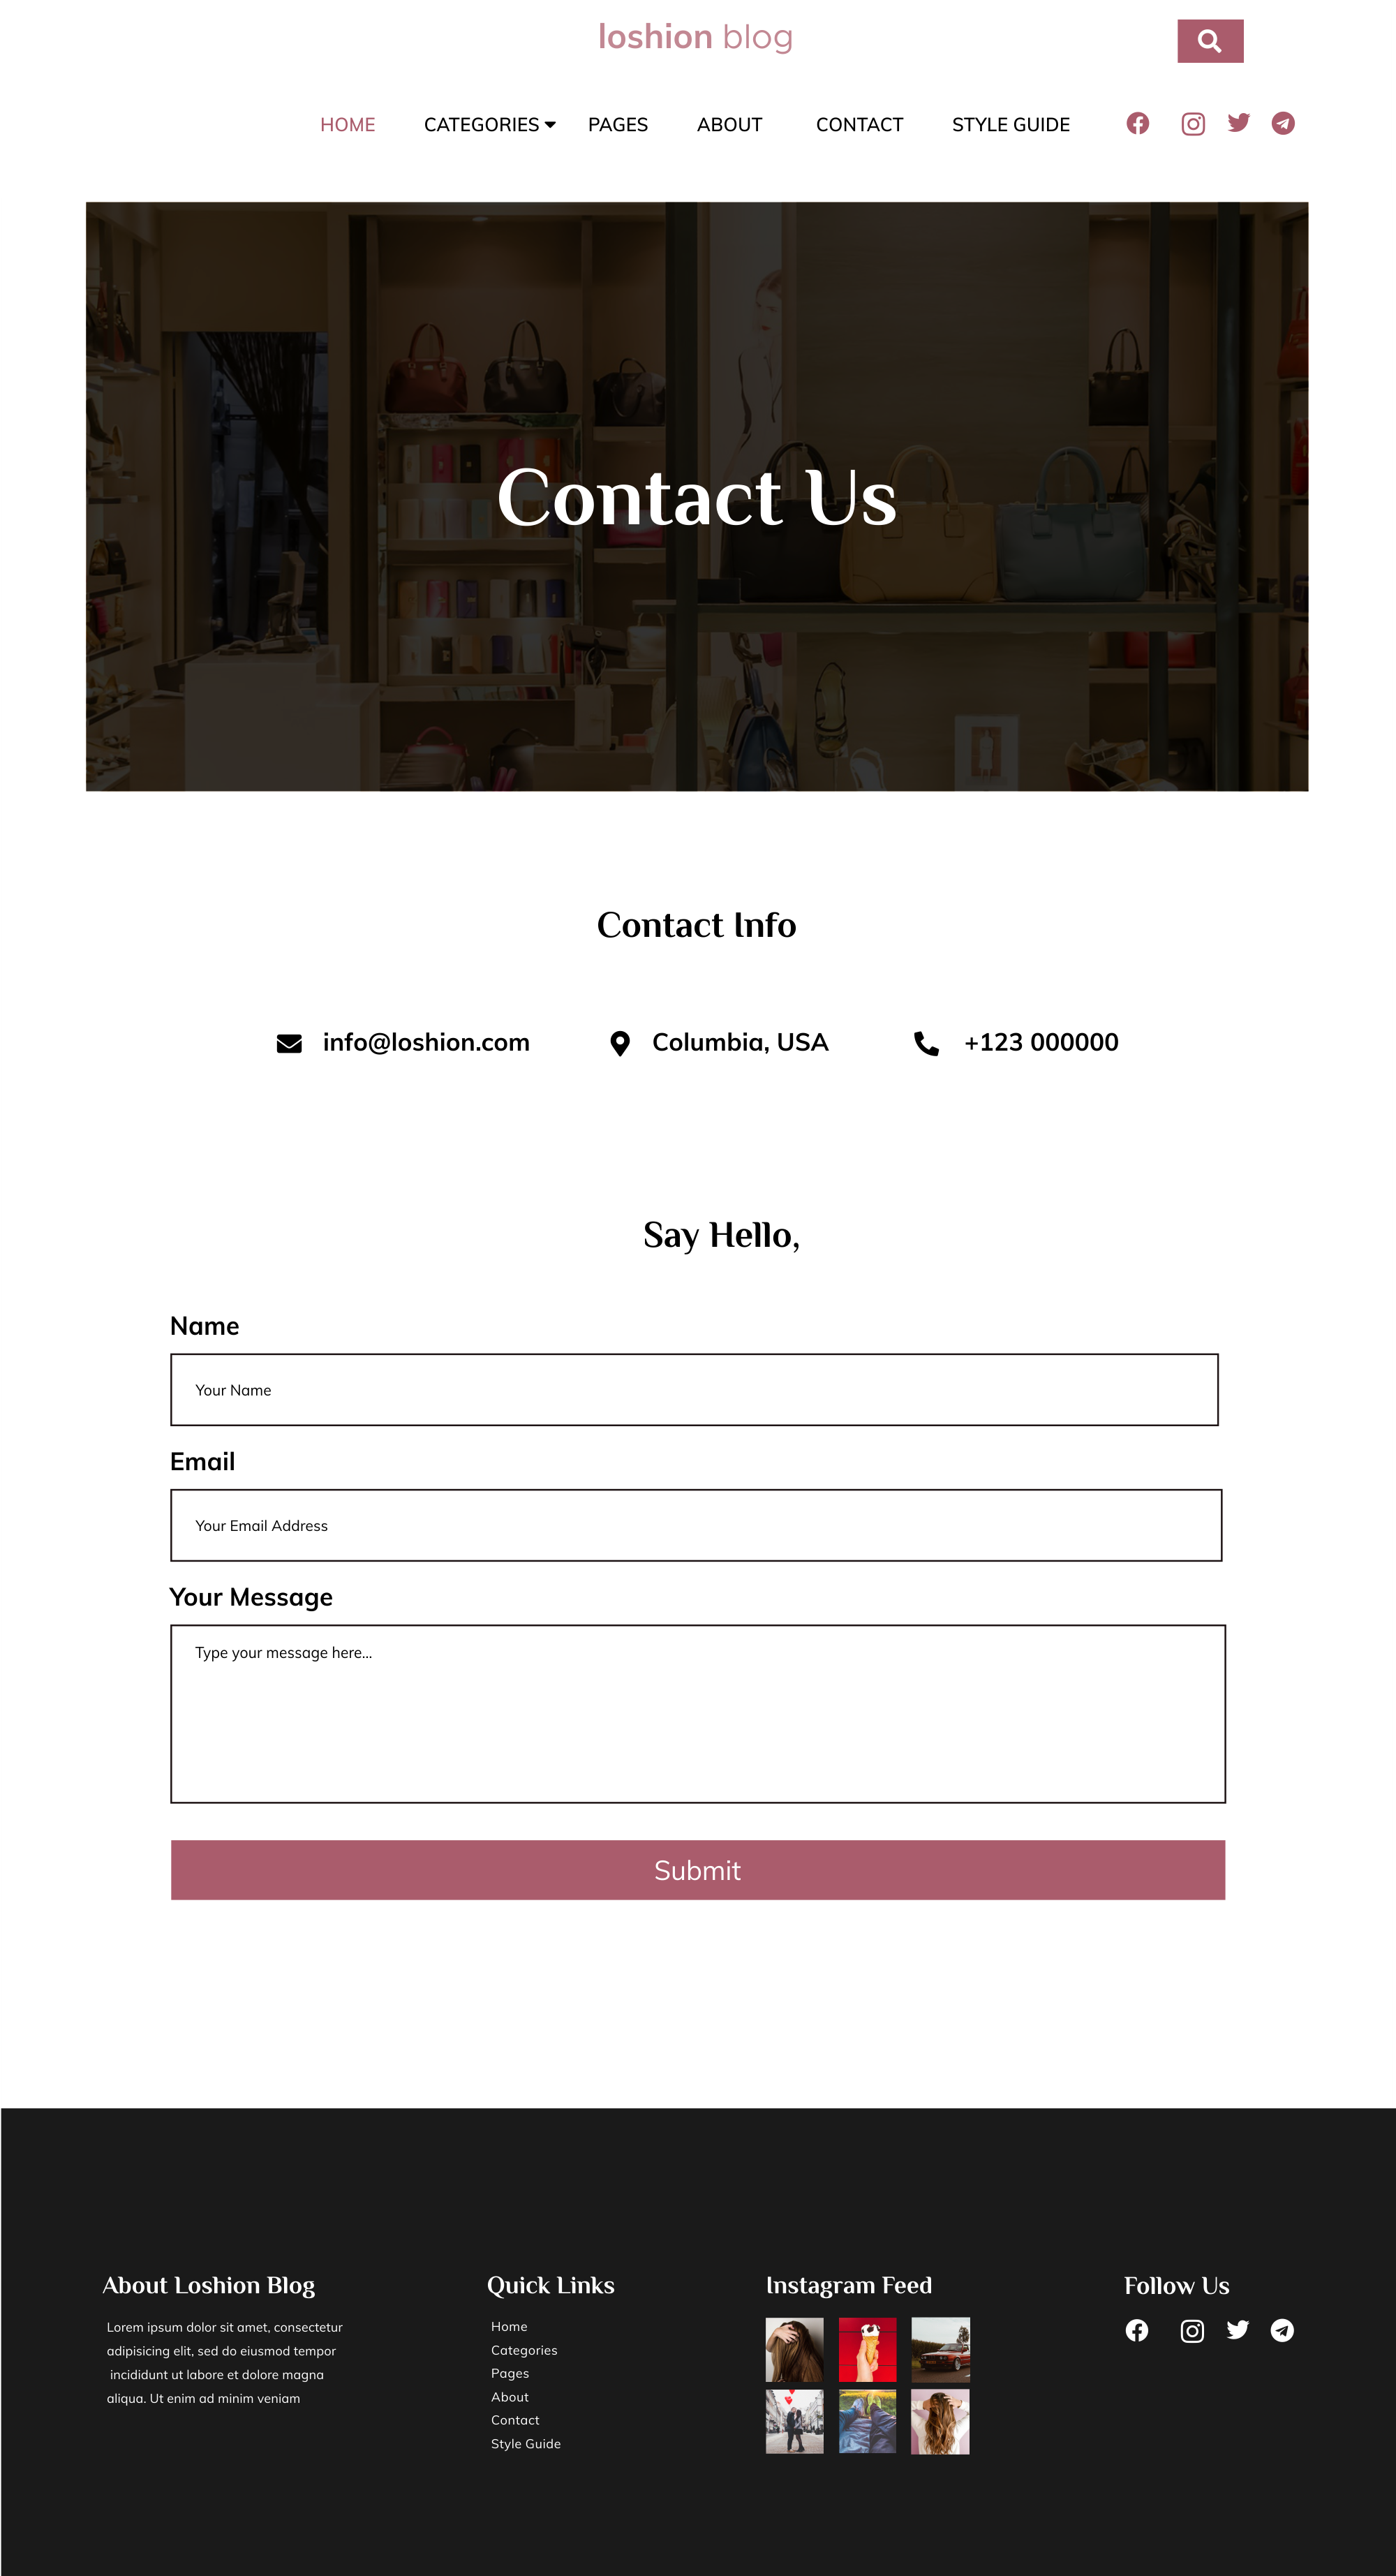 loshion blog
HOME CATEGORIES PAGES ABOUT CONTACT STYLE GUIDE
Contact Us
Contact Info
info@loshion.com Columbia, USA +123 000000
Say Hello,
Name
Your Name
Email
Your Email Address
Your Message
Type your message here...
Submit
About Loshion Blog
Lorem ipsum dolor sit amet, consectetur
adipisicing elit, sed do eiusmod tempor
incididunt ut labore et dolore magna
aliqua. Ut enim ad minim veniam
Quick Links
Home
Categories
Pages
About
Contact
Style Guide
Instagram Feed
Follow Us